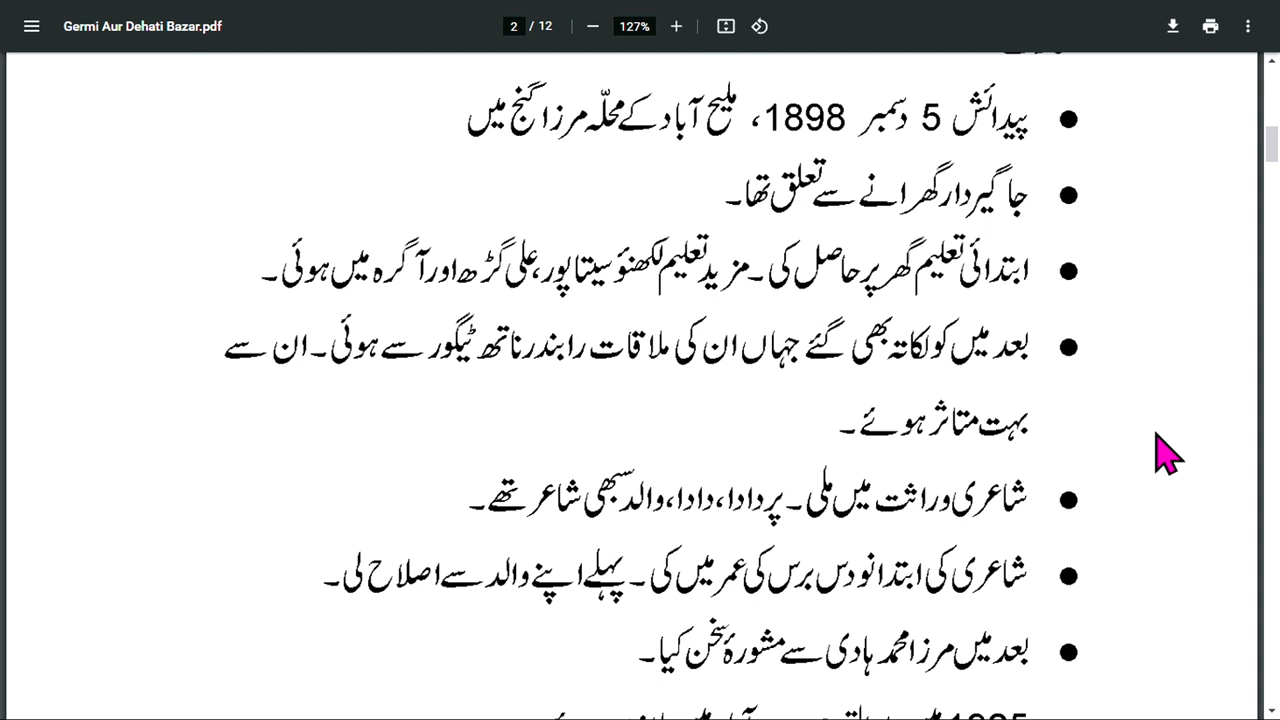 Germi Aur Dehati Bazar.pdf
2 / 12
127%
پیدائش 5 دسمبر 1898، ملیح آباد کے محلّہ مرزا گنج میں
جاگیردار گھرانے سے تعلق تھا۔
ابتدائی تعلیم گھر پر حاصل کی۔ مزید تعلیم لکھنؤ سیتاپور، علی گڑھ اور آگرہ میں ہوئی۔
بعد میں کولکاتہ بھی گئے جہاں ان کی ملاقات رابندر ناتھ ٹیگور سے ہوئی۔ ان سے
بہت متاثر ہوئے۔
شاعری وراثت میں ملی۔ پردادا، دادا، والد سبھی شاعر تھے۔
شاعری کی ابتدا نو دس برس کی عمر میں کی۔ پہلے اپنے والد سے اصلاح لی۔
بعد میں مرزا محمد ہادی سے مشورۂ سخن کیا۔